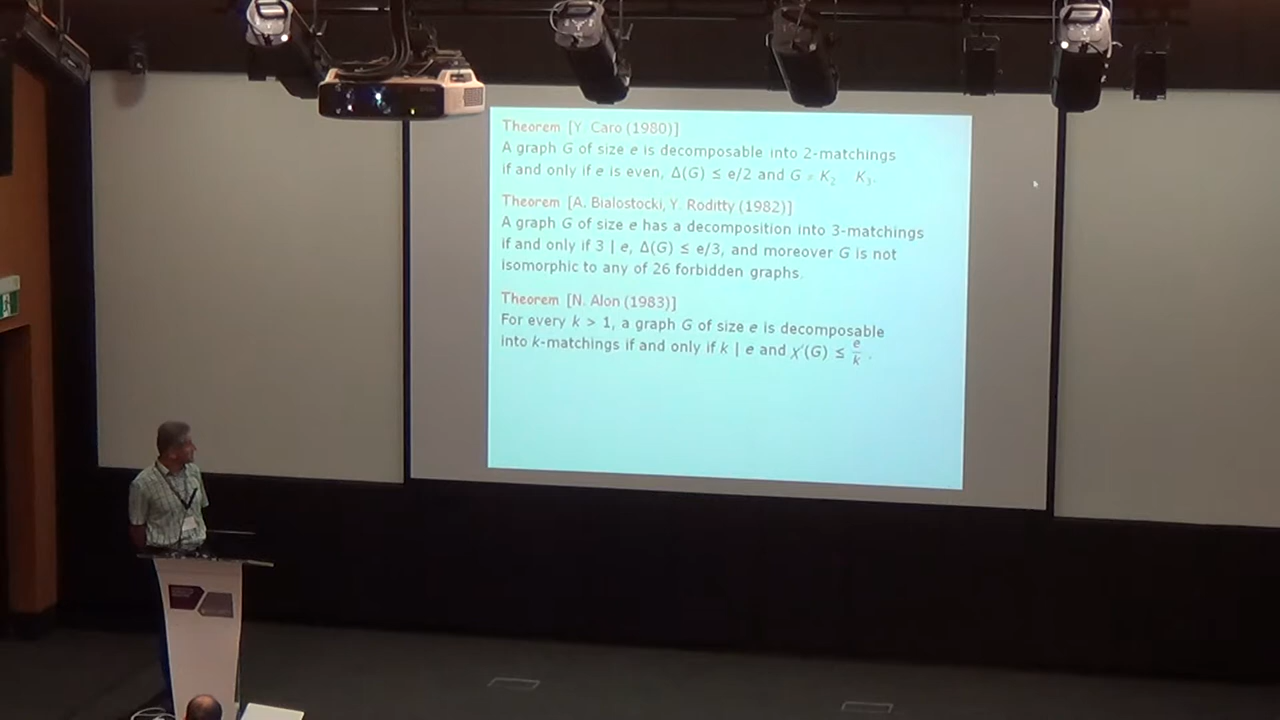 Theorem [Y. Caro (1980)]
A graph G of size e is decomposable into 2-matchings
if and only if e is even, Δ(G) ≤ e/2 and G K₂ K₃.
Theorem [A. Bialostocki, Y. Roditty (1982)]
A graph G of size e has a decomposition into 3-matchings
if and only if 3 | e, Δ(G) ≤ e/3, and moreover G is not
isomorphic to any of 26 forbidden graphs.
Theorem [N. Alon (1983)]
For every k > 1, a graph G of size e is decomposable
into k-matchings if and only if k | e and χ′(G) ≤ e/k .